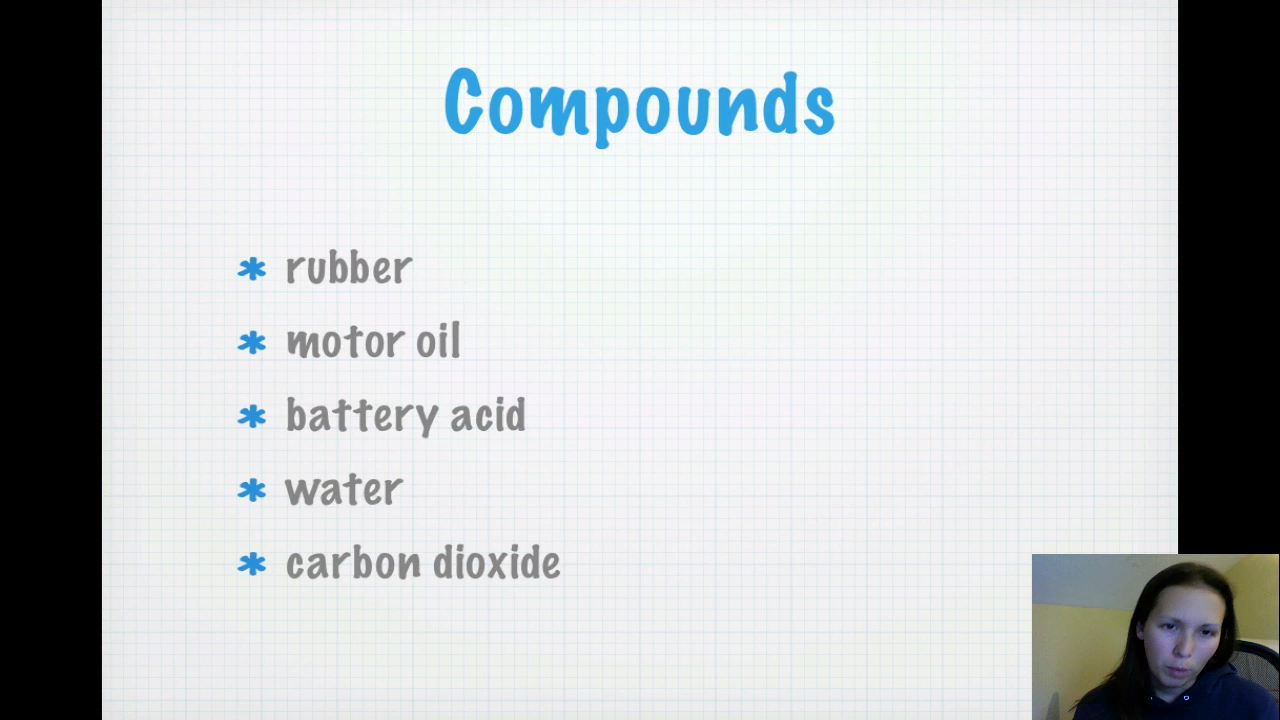 Compounds
* rubber
* motor oil
* battery acid
* water
* carbon dioxide